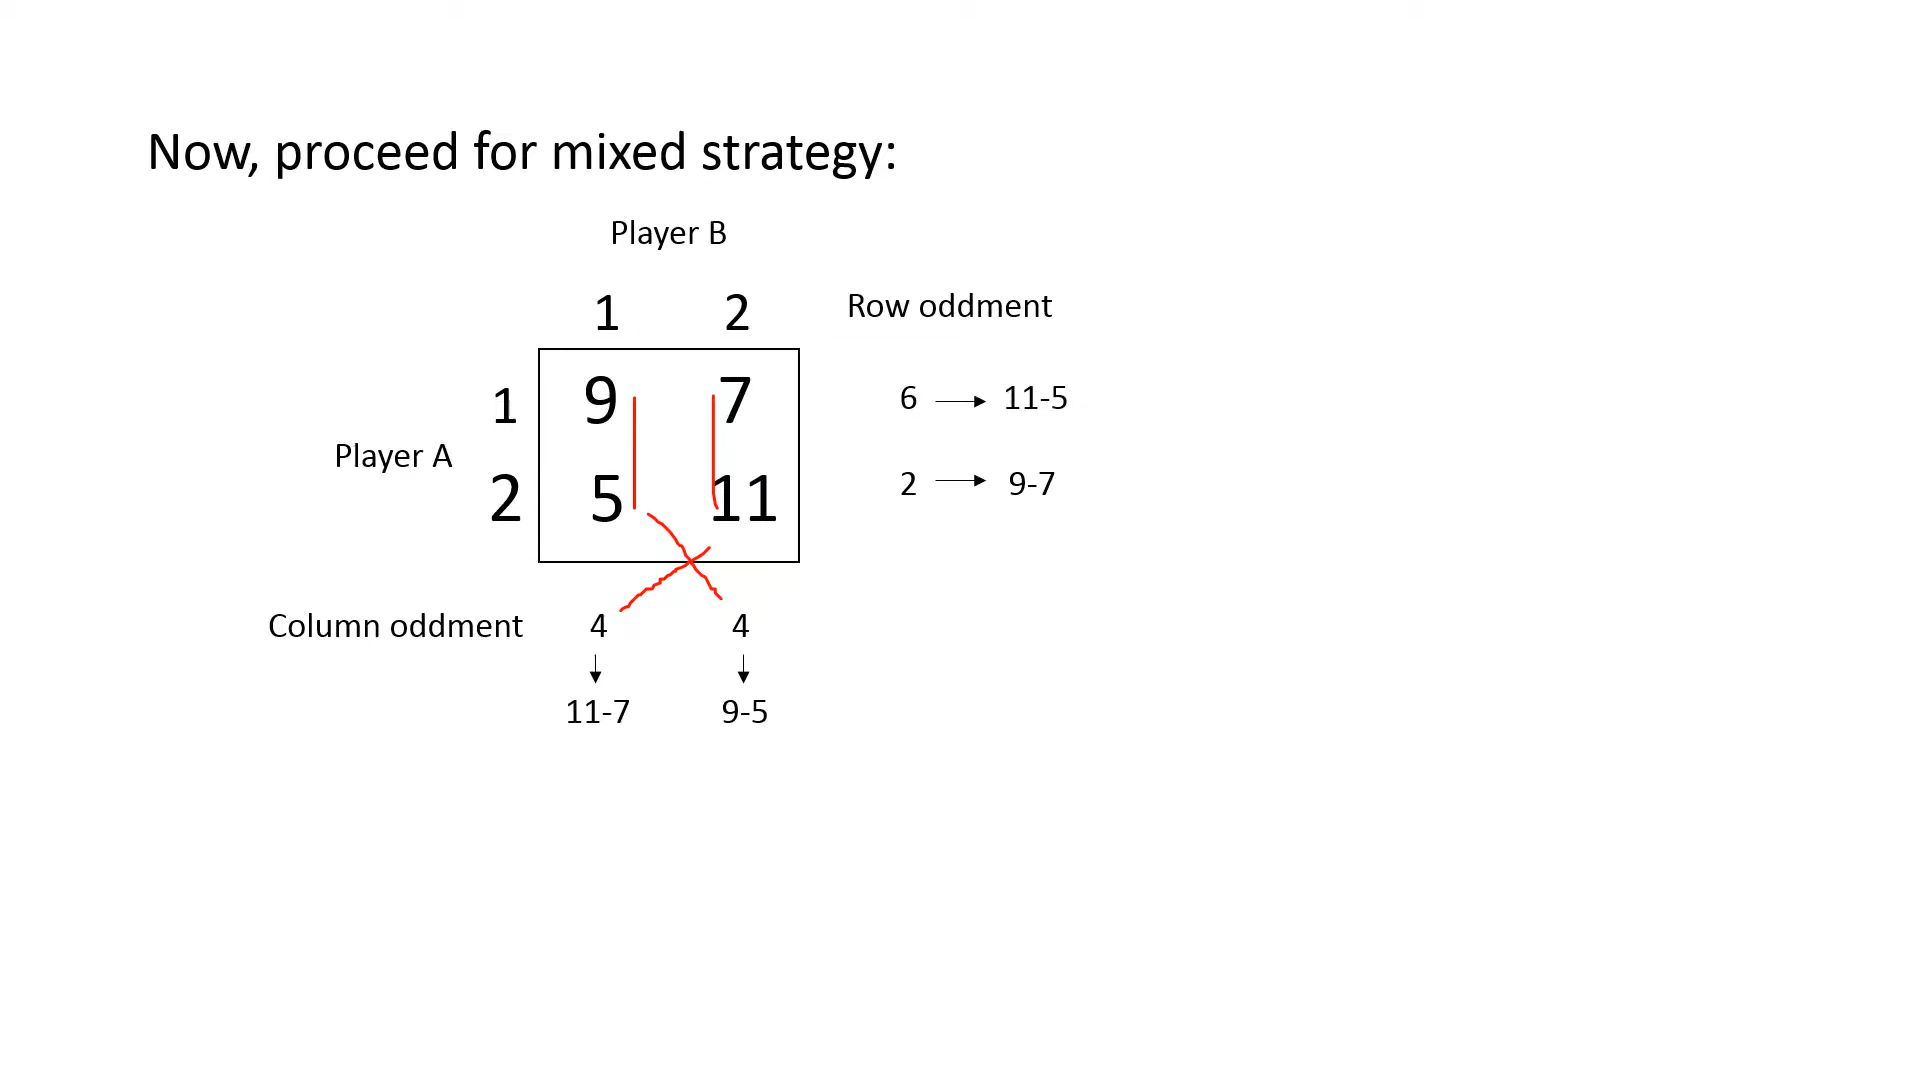 Now, proceed for mixed strategy:
Player B
1 2 Row oddment
1 9 7 6 11-5
Player A
2 5 11 2 9-7
Column oddment 4 4
11-7 9-5